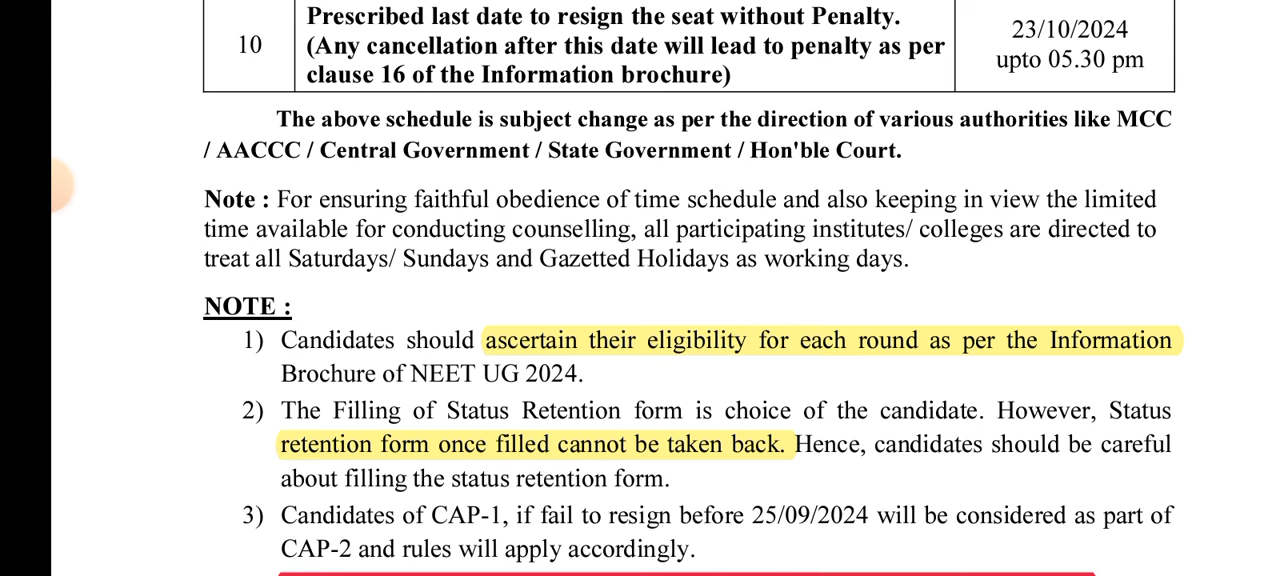 10
Prescribed last date to resign the seat without Penalty.
(Any cancellation after this date will lead to penalty as per
clause 16 of the Information brochure)
23/10/2024
upto 05.30 pm
The above schedule is subject change as per the direction of various authorities like MCC
/ AACCC / Central Government / State Government / Hon'ble Court.
Note : For ensuring faithful obedience of time schedule and also keeping in view the limited
time available for conducting counselling, all participating institutes/ colleges are directed to
treat all Saturdays/ Sundays and Gazetted Holidays as working days.
NOTE :
1) Candidates should ascertain their eligibility for each round as per the Information
Brochure of NEET UG 2024.
2) The Filling of Status Retention form is choice of the candidate. However, Status
retention form once filled cannot be taken back. Hence, candidates should be careful
about filling the status retention form.
3) Candidates of CAP-1, if fail to resign before 25/09/2024 will be considered as part of
CAP-2 and rules will apply accordingly.